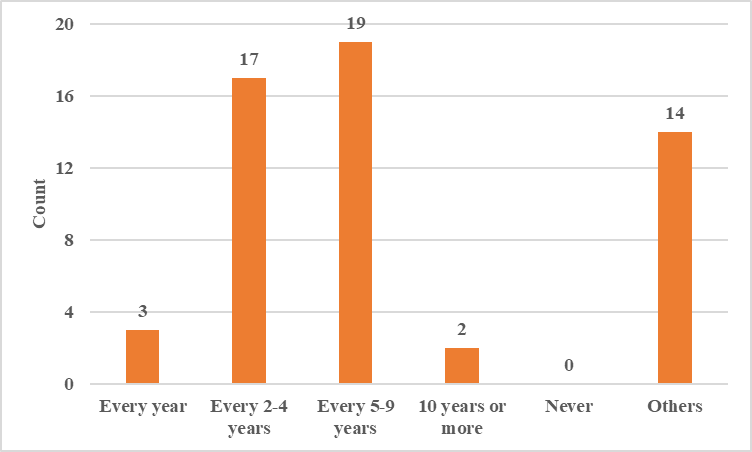 20
16
12
8
4
0
Count
3
17
19
2
0
14
Every year
Every 2-4
years
Every 5-9
years
10 years or
more
Never
Others